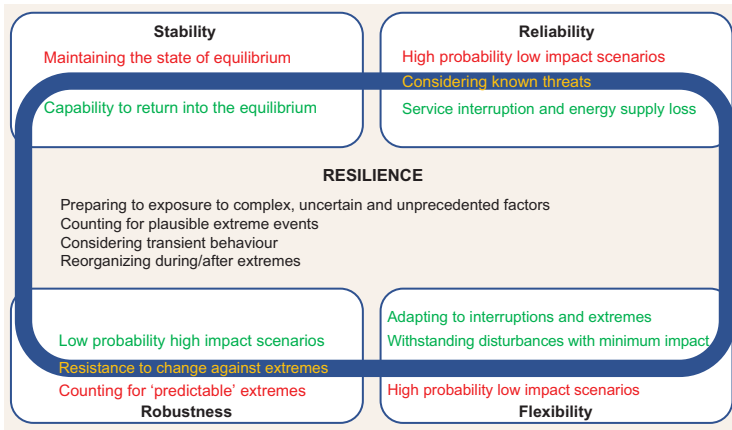 Stability
Maintaining the state of equilibrium
Capability to return into the equilibrium
Reliability
High probability low impact scenarios
Considering known threats
Service interruption and energy supply loss
RESILIENCE
Preparing to exposure to complex, uncertain and unprecedented factors
Counting for plausible extreme events
Considering transient behaviour
Reorganizing during/after extremes
Low probability high impact scenarios
Resistance to change against extremes
Counting for ‘predictable’ extremes
Robustness
Adapting to interruptions and extremes
Withstanding disturbances with minimum impact
High probability low impact scenarios
Flexibility